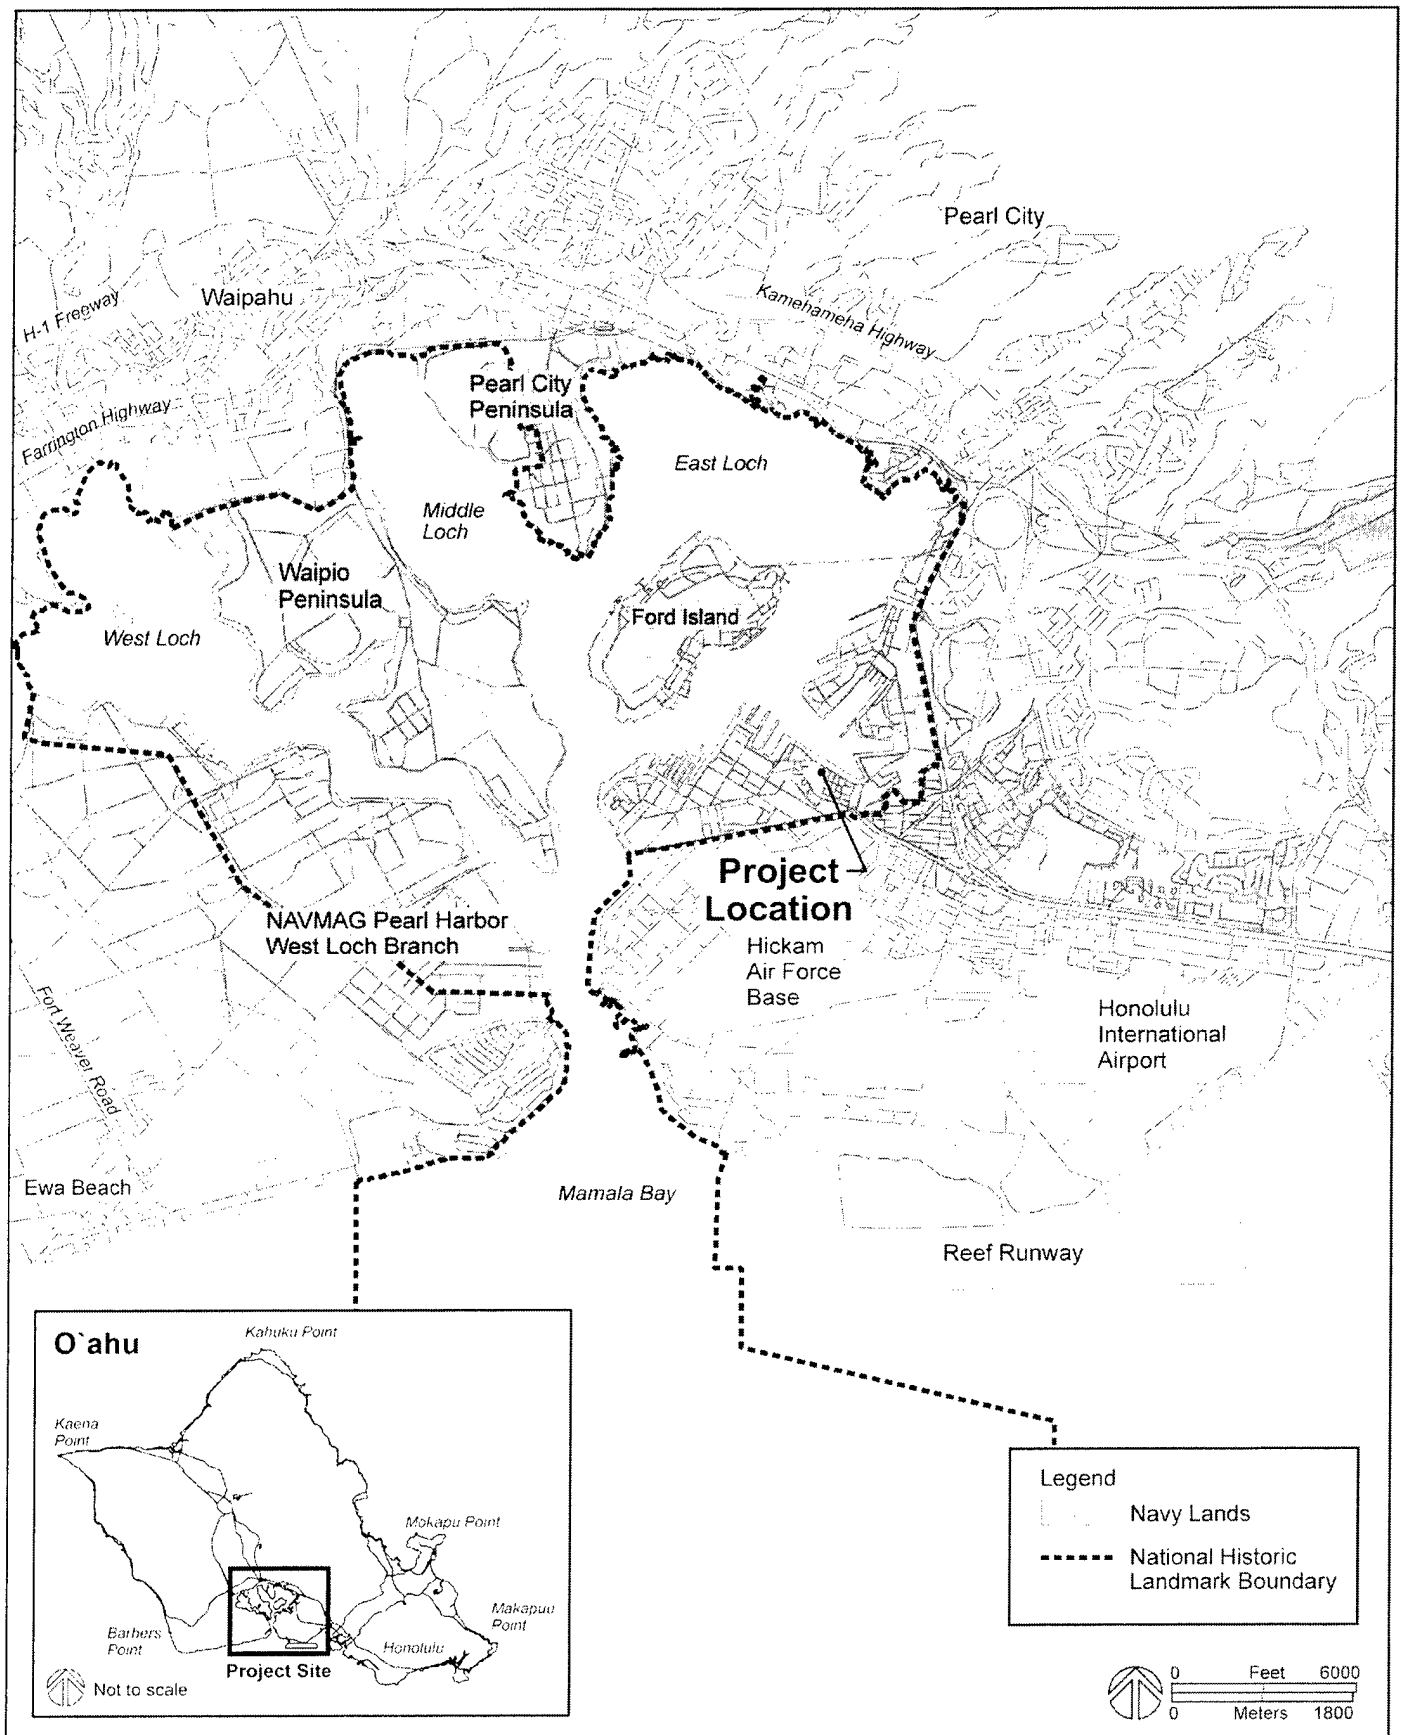 Pearl City
Waipahu
H-1 Freeway
Kamehameha Highway
Pearl City
Peninsula
Farrington Highway
East Loch
Middle
Loch
Waipio
Peninsula
Ford Island
West Loch
Project
Location
NAVMAG Pearl Harbor
West Loch Branch
Hickam
Air Force
Base
Honolulu
International
Airport
Fort Weaver Road
Ewa Beach
Mamala Bay
Reef Runway
O`ahu
Kahuku Point
Kaena
Point
Mokapu Point
Makapuu
Point
Barbers
Point
Honolulu
Project Site
Not to scale
Legend
Navy Lands
National Historic
Landmark Boundary
0 Feet 6000
0 Meters 1800